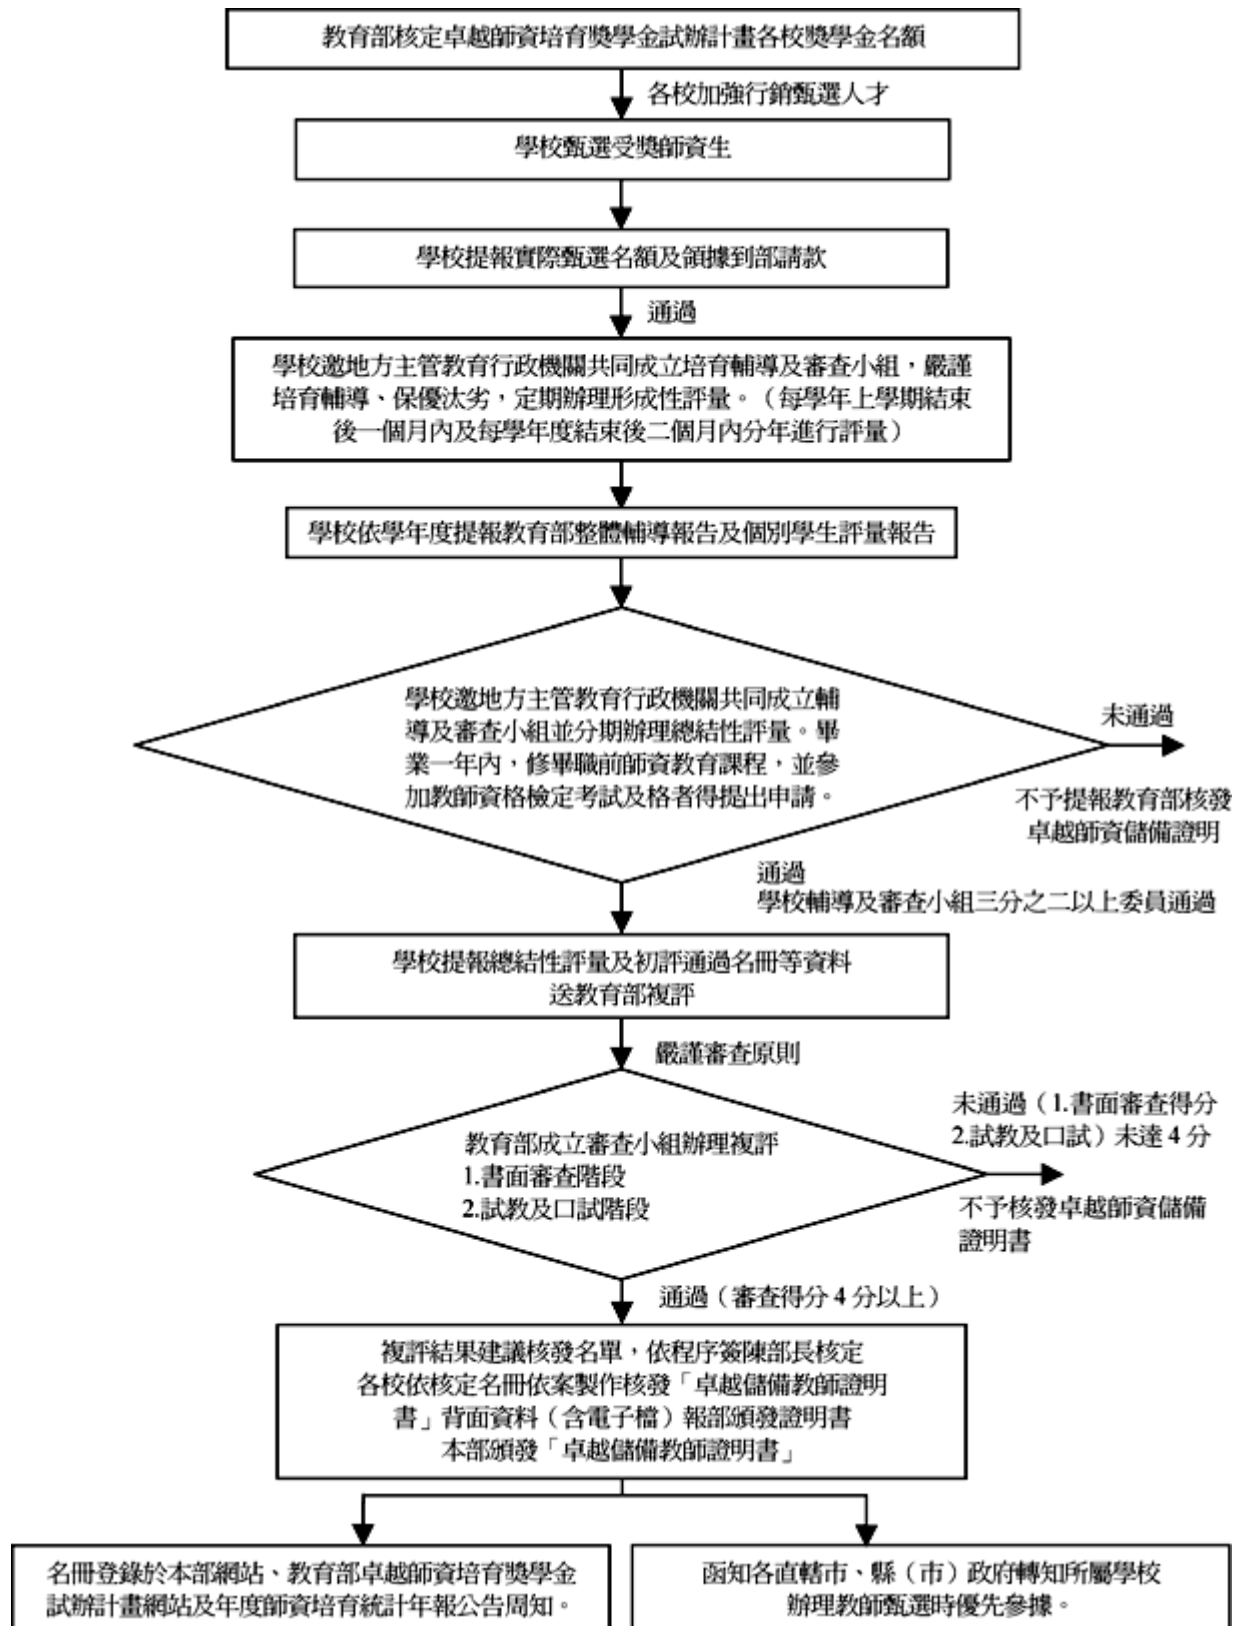 教育部核定卓越師資培育獎學金試辦計畫各校獎學金名額
各校加強行銷甄選人才
學校甄選受獎師資生
學校提報實際甄選名額及領據到部請款
通過
學校邀地方主管教育行政機關共同成立培育輔導及審查小組，嚴謹
培育輔導、保優汰劣，定期辦理形成性評量。（每學年上學期結束
後一個月內及每學年度結束後二個月內分年進行評量）
學校依學年度提報教育部整體輔導報告及個別學生評量報告
學校邀地方主管教育行政機關共同成立輔
導及審查小組並分期辦理總結性評量。畢
業一年內，修畢職前師資教育課程，並參
加教師資格檢定考試及格者得提出申請。
未通過
不予提報教育部核發
卓越師資儲備證明
通過
學校輔導及審查小組三分之二以上委員通過
學校提報總結性評量及初評通過名冊等資料
送教育部複評
嚴謹審查原則
教育部成立審查小組辦理複評
1.書面審查階段
2.試教及口試階段
未通過（1.書面審查得分
2.試教及口試）未達 4 分
不予核發卓越師資儲備
證明書
通過（審查得分 4 分以上）
複評結果建議核發名單，依程序簽陳部長核定
各校依核定名冊依案製作核發「卓越儲備教師證明
書」背面資料（含電子檔）報部頒發證明書
本部頒發「卓越儲備教師證明書」
名冊登錄於本部網站、教育部卓越師資培育獎學金
試辦計畫網站及年度師資培育統計年報公告周知。
函知各直轄市、縣（市）政府轉知所屬學校
辦理教師甄選時優先參據。